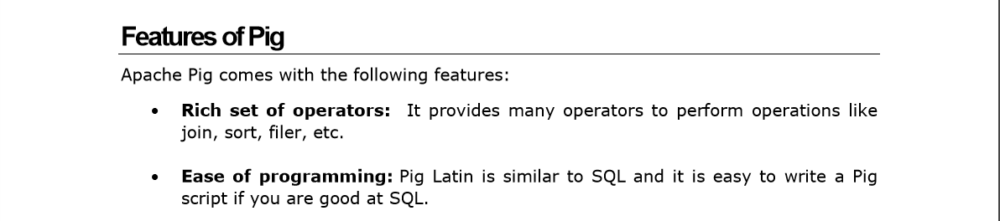 Features of Pig
Apache Pig comes with the following features:
• Rich set of operators: It provides many operators to perform operations like
join, sort, filer, etc.
• Ease of programming: Pig Latin is similar to SQL and it is easy to write a Pig
script if you are good at SQL.